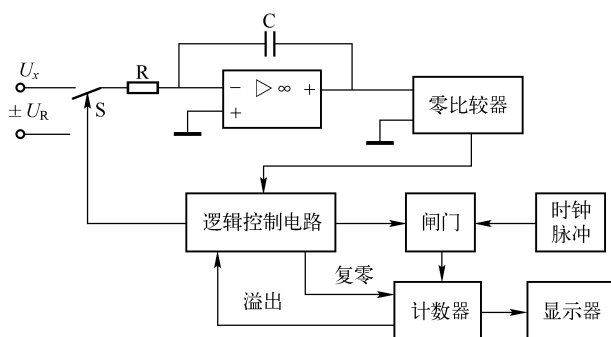 C
Uₓ
R
± U_R
S
− ▷ ∞ +
+
零比较器
逻辑控制电路
闸门
时钟
脉冲
复零
溢出
计数器
显示器